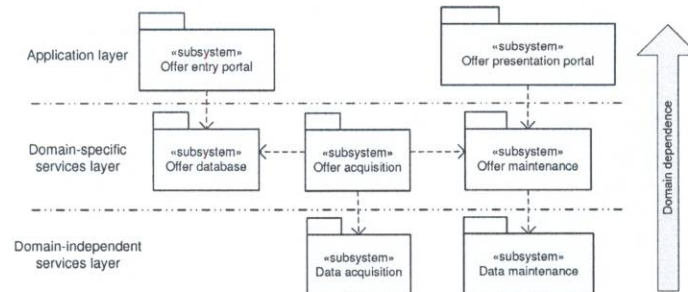 Application layer
«subsystem»
Offer entry portal
«subsystem»
Offer presentation portal
Domain-specific
services layer
«subsystem»
Offer database
«subsystem»
Offer acquisition
«subsystem»
Offer maintenance
Domain-independent
services layer
«subsystem»
Data acquisition
«subsystem»
Data maintenance
Domain dependence